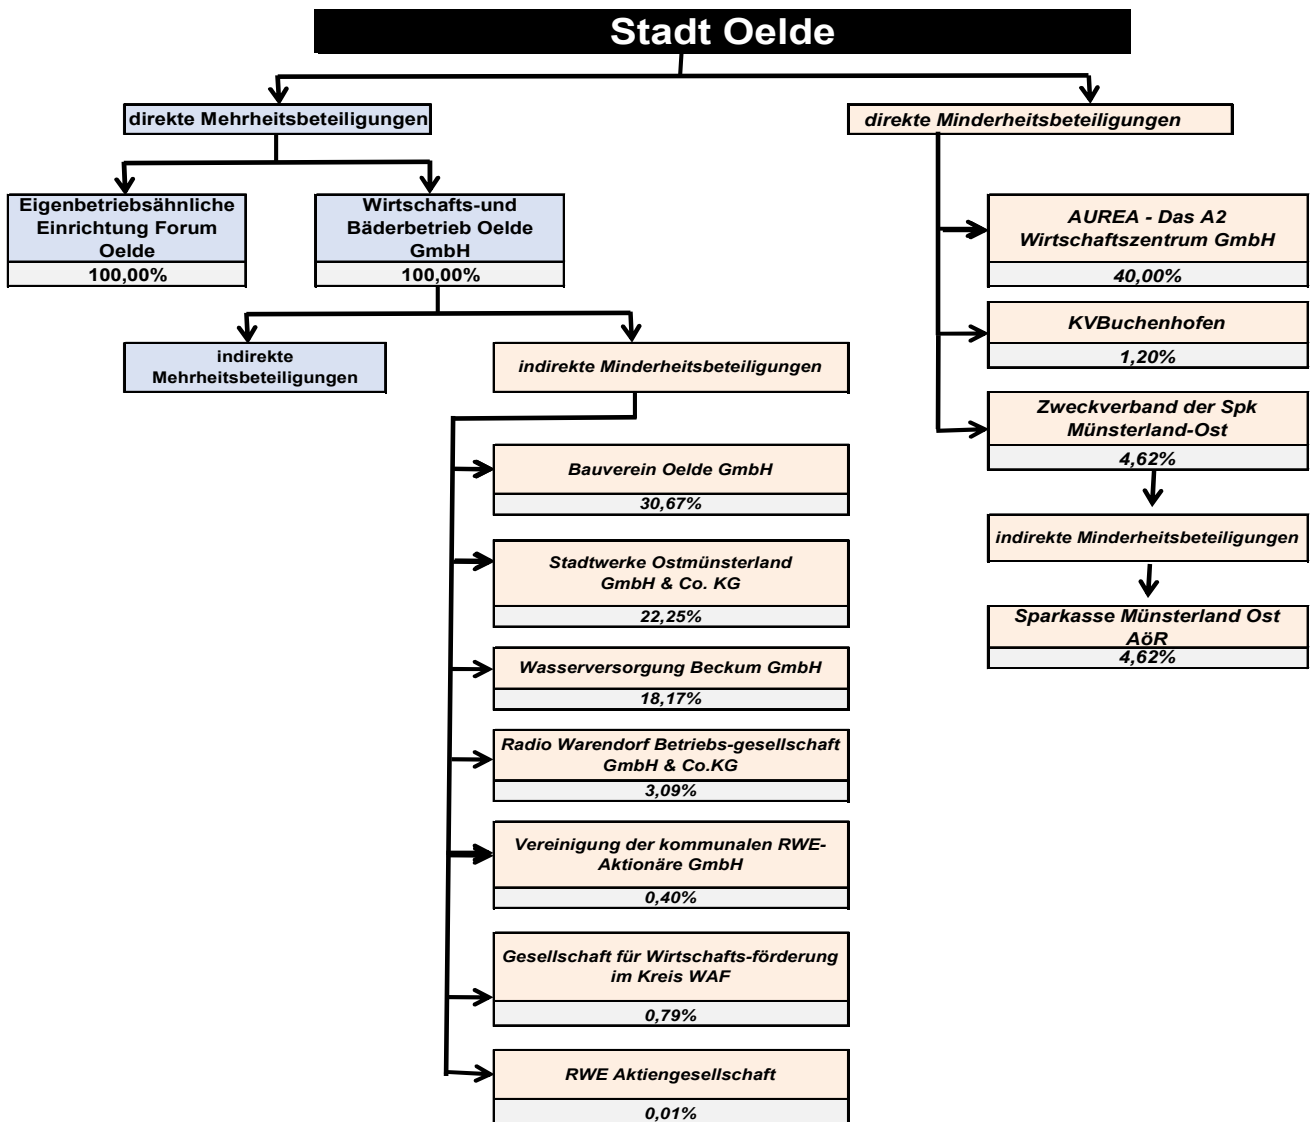 Stadt Oelde
direkte Mehrheitsbeteiligungen
direkte Minderheitsbeteiligungen
Eigenbetriebsähnliche
Einrichtung Forum
Oelde
100,00%
Wirtschafts-und
Bäderbetrieb Oelde
GmbH
100,00%
indirekte
Mehrheitsbeteiligungen
indirekte Minderheitsbeteiligungen
Bauverein Oelde GmbH
30,67%
Stadtwerke Ostmünsterland
GmbH & Co. KG
22,25%
Wasserversorgung Beckum GmbH
18,17%
Radio Warendorf Betriebs-gesellschaft
GmbH & Co.KG
3,09%
Vereinigung der kommunalen RWE-
Aktionäre GmbH
0,40%
Gesellschaft für Wirtschafts-förderung
im Kreis WAF
0,79%
RWE Aktiengesellschaft
0,01%
AUREA - Das A2
Wirtschaftszentrum GmbH
40,00%
KVBuchenhofen
1,20%
Zweckverband der Spk
Münsterland-Ost
4,62%
indirekte Minderheitsbeteiligungen
Sparkasse Münsterland Ost
AöR
4,62%